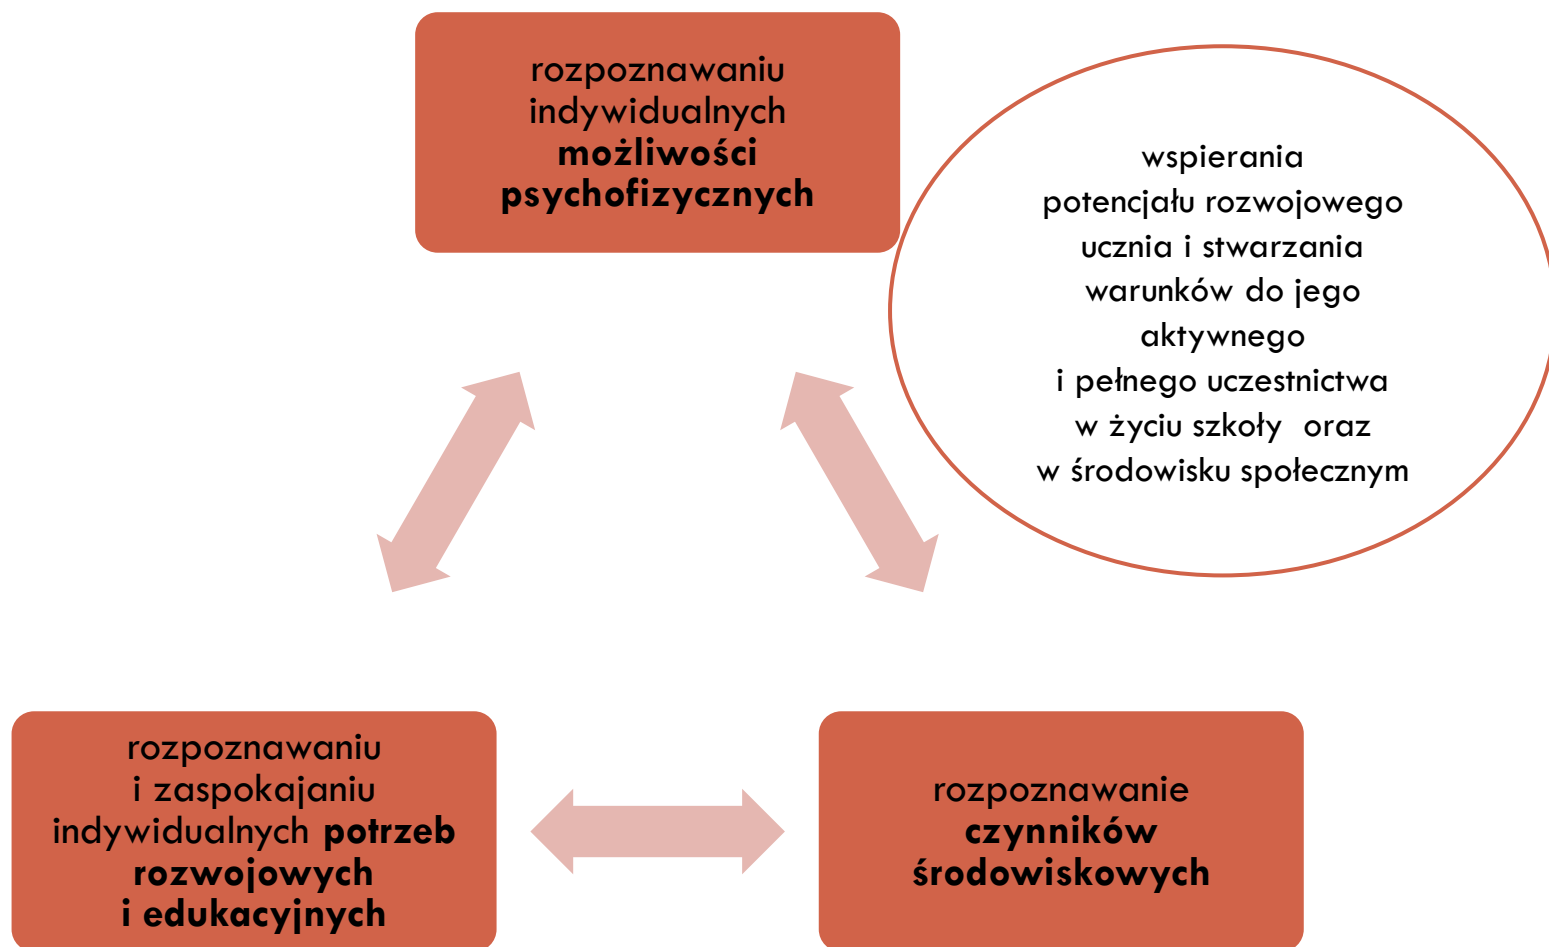 rozpoznawaniu
indywidualnych
możliwości
psychofizycznych
wspierania
potencjału rozwojowego
ucznia i stwarzania
warunków do jego
aktywnego
i pełnego uczestnictwa
w życiu szkoły oraz
w środowisku społecznym
rozpoznawaniu
i zaspokajaniu
indywidualnych potrzeb
rozwojowych
i edukacyjnych
rozpoznawanie
czynników
środowiskowych